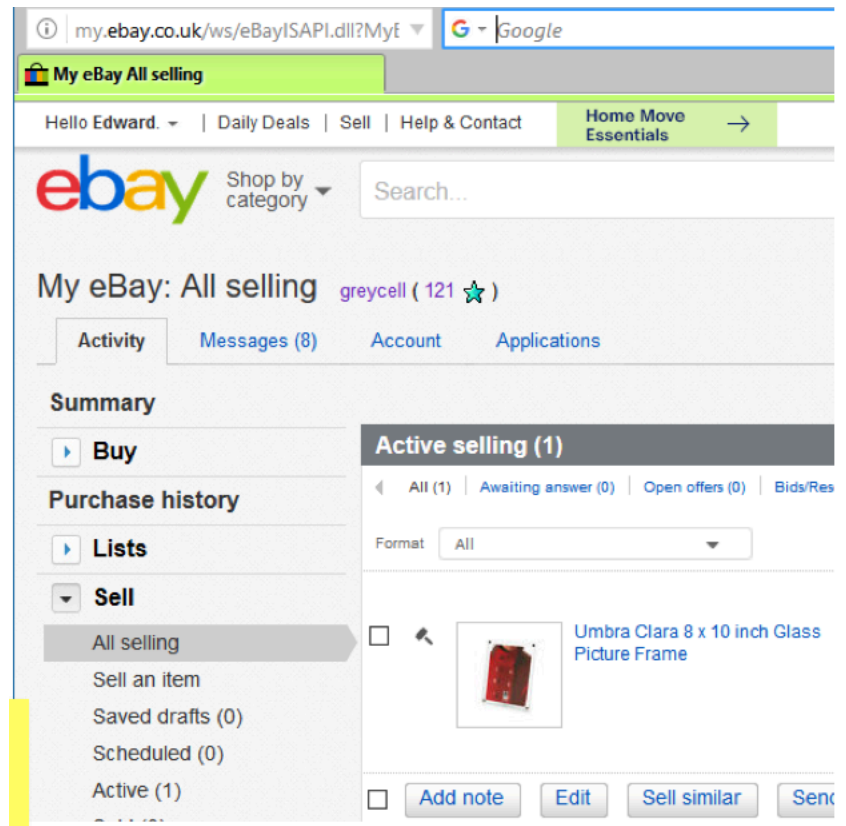 my.ebay.co.uk/ws/eBayISAPI.dll?MyE
Google
My eBay All selling
Hello Edward. | Daily Deals | Sell | Help & Contact
Home Move
Essentials
ebay
Shop by
category
Search...
My eBay: All selling greycell ( 121 )
Activity Messages (8) Account Applications
Summary
Buy
Purchase history
Lists
Sell
All selling
Sell an item
Saved drafts (0)
Scheduled (0)
Active (1)
Active selling (1)
All (1) | Awaiting answer (0) | Open offers (0) | Bids/Res
Format All
Umbra Clara 8 x 10 inch Glass
Picture Frame
Add note Edit Sell similar Send